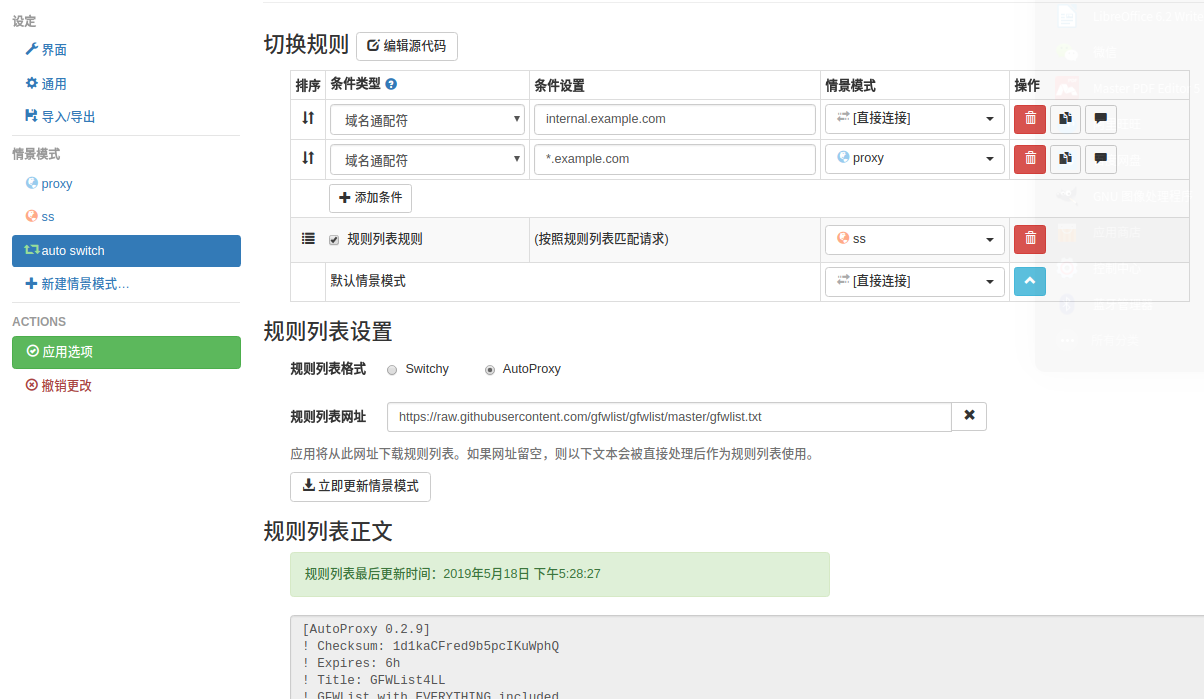 设定
界面
通用
导入/导出
情景模式
proxy
ss
auto switch
新建情景模式…
ACTIONS
应用选项
撤销更改
切换规则 编辑源代码
排序 条件类型 条件设置 情景模式 操作
域名通配符 internal.example.com [直接连接]
域名通配符 *.example.com proxy
添加条件
规则列表规则 (按照规则列表匹配请求) ss
默认情景模式 [直接连接]
规则列表设置
规则列表格式 Switchy AutoProxy
规则列表网址 https://raw.githubusercontent.com/gfwlist/gfwlist/master/gfwlist.txt
应用将从此网址下载规则列表。如果网址留空，则以下文本会被直接处理后作为规则列表使用。
立即更新情景模式
规则列表正文
规则列表最后更新时间：2019年5月18日 下午5:28:27
[AutoProxy 0.2.9]
! Checksum: 1d1kaCFred9b5pcIKuWphQ
! Expires: 6h
! Title: GFWList4LL
! GFWList with EVERYTHING included